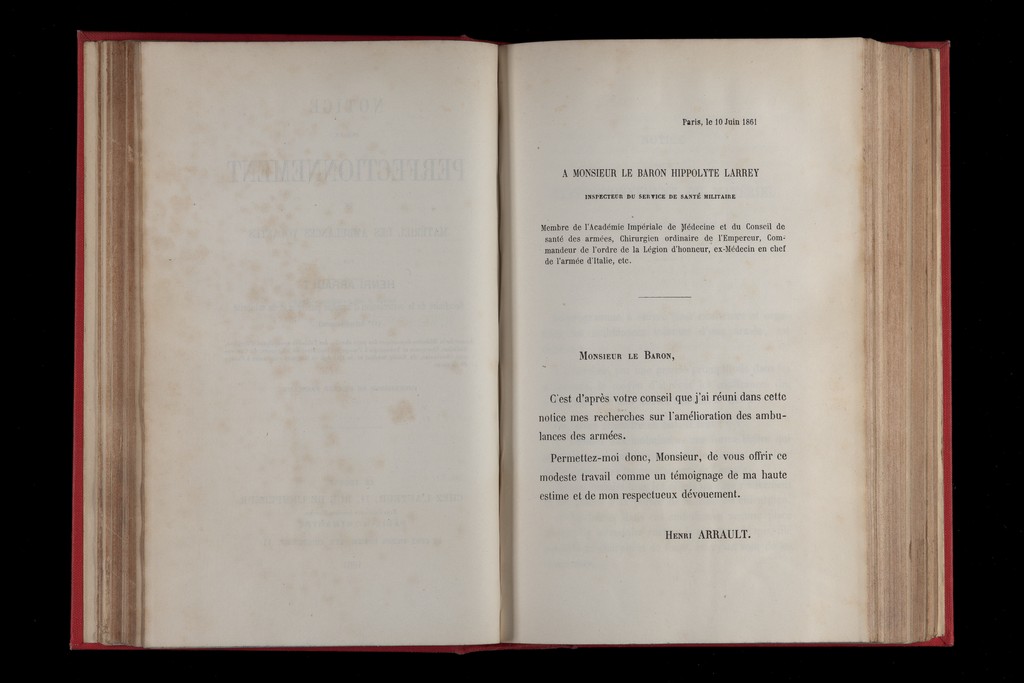 Paris, le 10 Juin 1861
A MONSIEUR LE BARON HIPPOLYTE LARREY
INSPECTEUR DU SERVICE DE SANTÉ MILITAIRE
Membre de l'Académie Impériale de Médecine et du Conseil de
santé des armées, Chirurgien ordinaire de l'Empereur, Com-
mandeur de l'ordre de la Légion d'honneur, ex-Médecin en chef
de l'armée d'Italie, etc.
MONSIEUR LE BARON,
C'est d'après votre conseil que j'ai réuni dans cette
notice mes recherches sur l'amélioration des ambu-
lances des armées.
Permettez-moi donc, Monsieur, de vous offrir ce
modeste travail comme un témoignage de ma haute
estime et de mon respectueux dévouement.
HENRI ARRAULT.